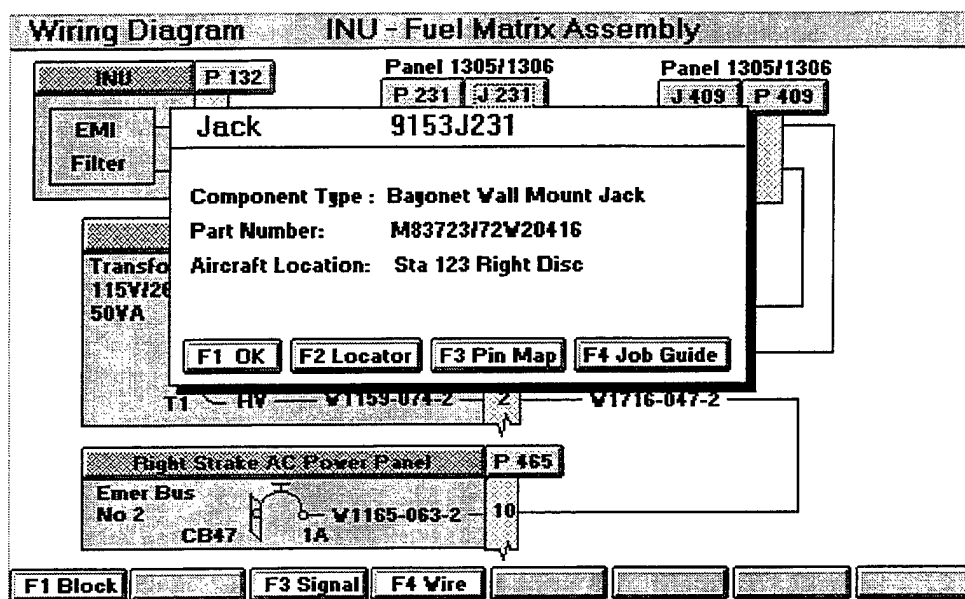 Wiring Diagram INU - Fuel Matrix Assembly
INU P 132
Panel 1305/1306 Panel 1305/1306
P 231 J 231 J 409 P 409
EMI
Filter
Jack 9153J231
Component Type : Bayonet Wall Mount Jack
Part Number: M83723/72W20416
Aircraft Location: Sta 123 Right Disc
F1 OK F2 Locator F3 Pin Map F4 Job Guide
Transfo
115V/26
50VA
T1 HV W1159-074-2 2 W1716-047-2
Right Strake AC Power Panel P 465
Emer Bus
No 2 W1165-063-2 10
CB47 1A
F1 Block F3 Signal F4 Wire